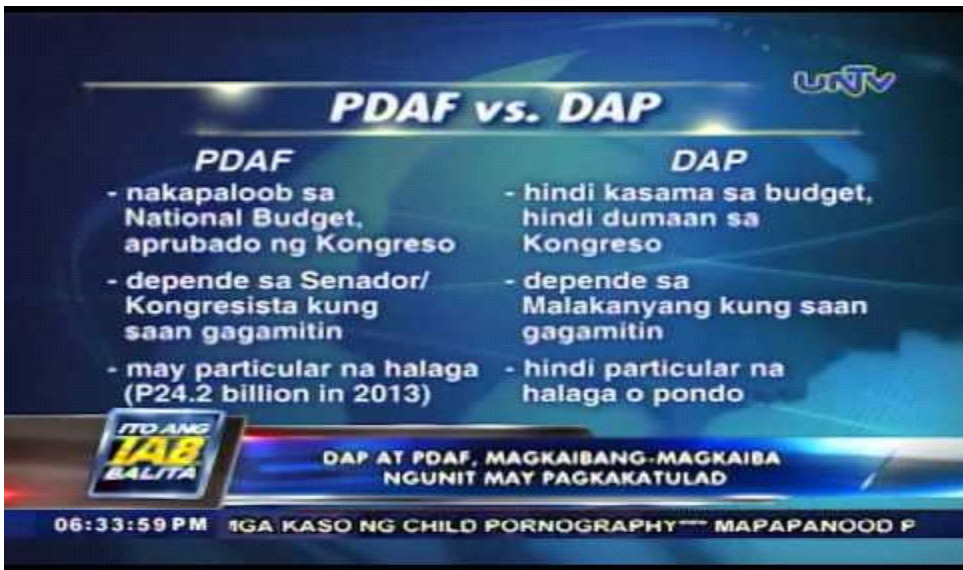 UNTV
PDAF vs. DAP
PDAF
- nakapaloob sa
National Budget,
aprubado ng Kongreso
- depende sa Senador/
Kongresista kung
saan gagamitin
- may particular na halaga
(P24.2 billion in 2013)
DAP
- hindi kasama sa budget,
hindi dumaan sa
Kongreso
- depende sa
Malakanyang kung saan
gagamitin
- hindi particular na
halaga o pondo
ITO ANG
BALITA
DAP AT PDAF, MAGKAIBANG-MAGKAIBA
NGUNIT MAY PAGKAKATULAD
06:33:59 PM MGA KASO NG CHILD PORNOGRAPHY*** MAPAPANOOD P